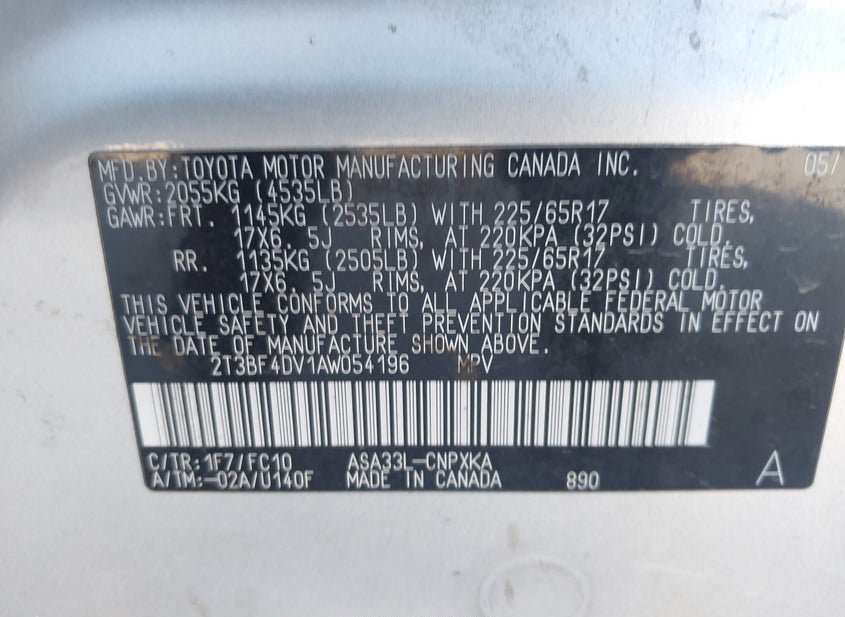 MFD.BY:TOYOTA MOTOR MANUFACTURING CANADA INC. 05/
GVWR:2055KG (4535LB)
GAWR:FRT. 1145KG (2535LB) WITH 225/65R17 TIRES,
17X6. 5J RIMS, AT 220KPA (32PSI) COLD.
RR. 1135KG (2505LB) WITH 225/65R17 TIRES,
17X6. 5J RIMS, AT 220KPA (32PSI) COLD.
THIS VEHICLE CONFORMS TO ALL APPLICABLE FEDERAL MOTOR
VEHICLE SAFETY AND THEFT PREVENTION STANDARDS IN EFFECT ON
THE DATE OF MANUFACTURE SHOWN ABOVE.
2T3BF4DV1AW054196 MPV
C/TR:1F7/FC10 ASA33L-CNPXKA
A/TM:-02A/U140F MADE IN CANADA 890 A